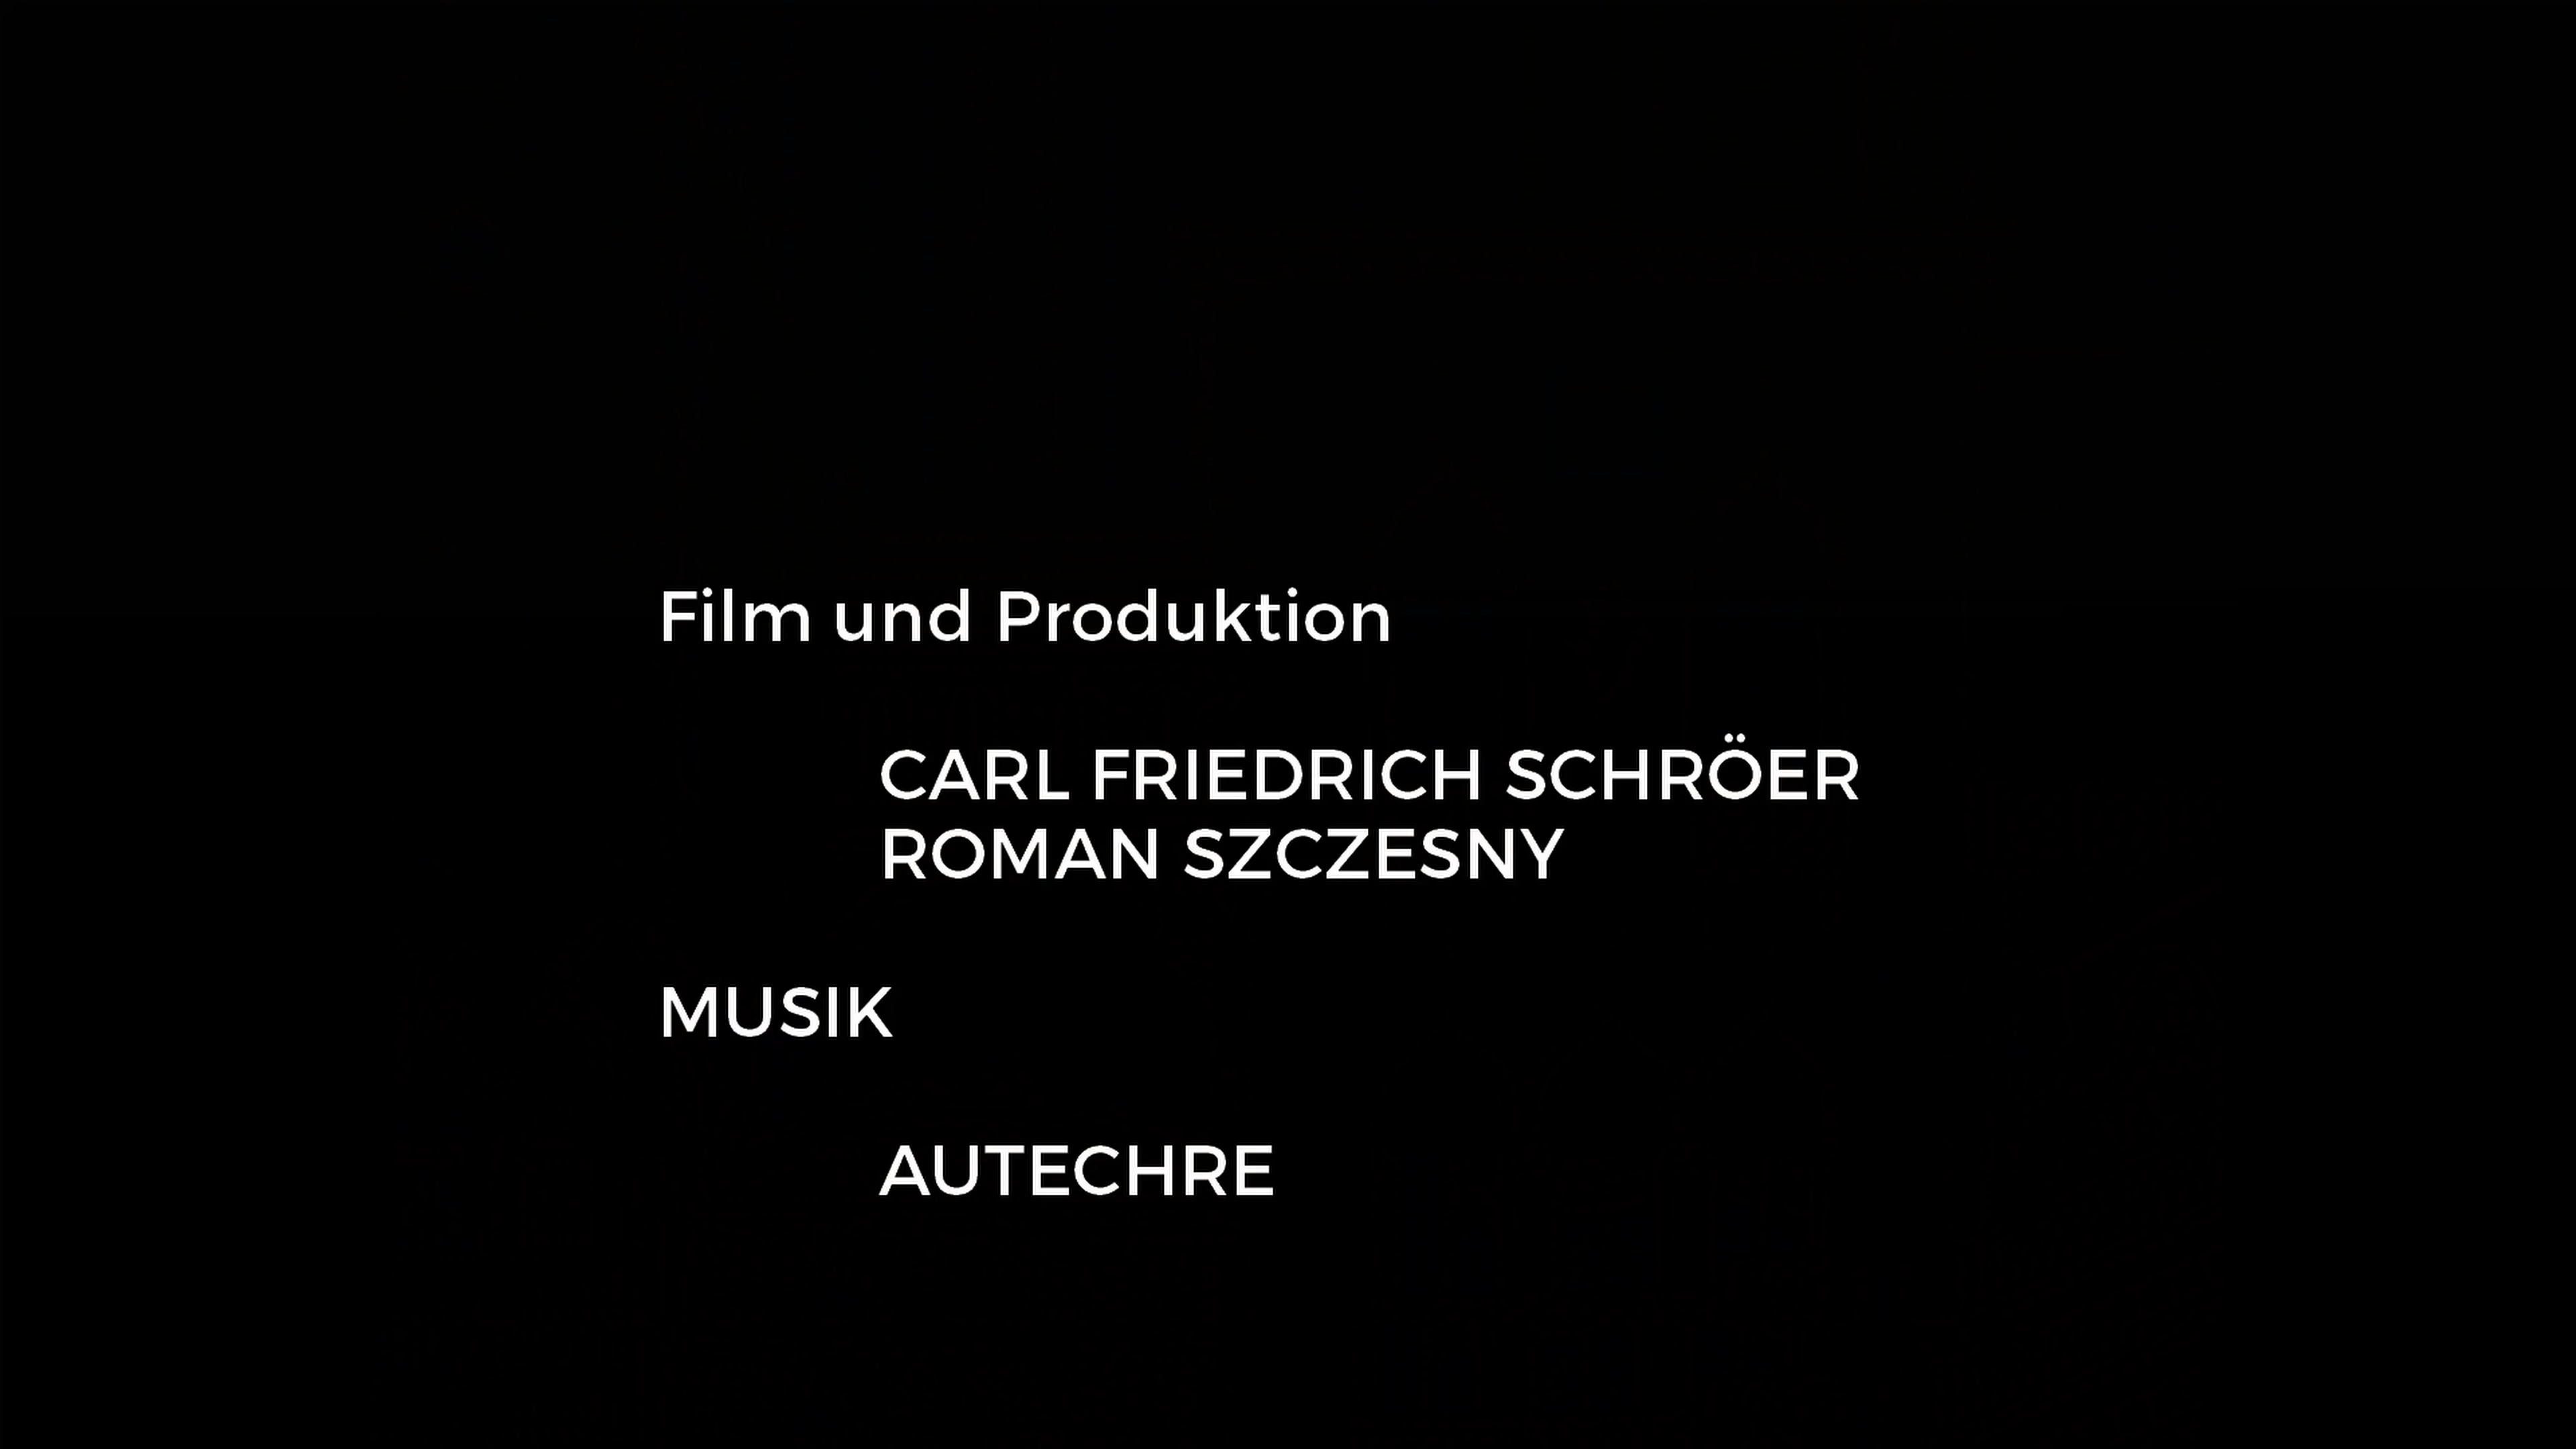 Film und Produktion
CARL FRIEDRICH SCHRÖER
ROMAN SZCZESNY
MUSIK
AUTECHRE